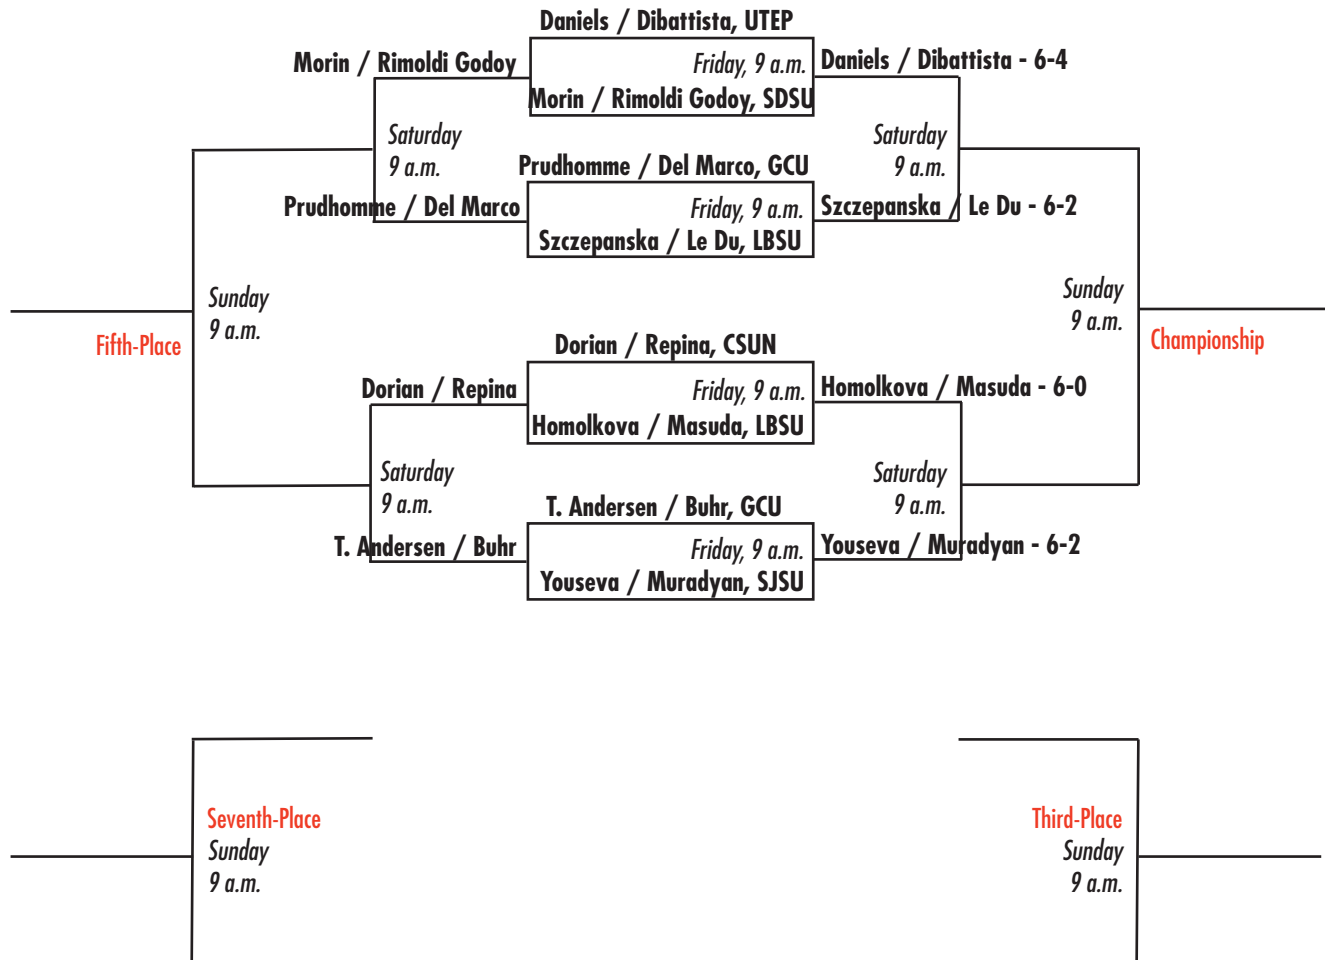 Daniels / Dibattista, UTEP
Morin / Rimoldi Godoy
Friday, 9 a.m.
Daniels / Dibattista - 6-4
Morin / Rimoldi Godoy, SDSU
Saturday
9 a.m.
Saturday
9 a.m.
Prudhomme / Del Marco, GCU
Prudhomme / Del Marco
Friday, 9 a.m.
Szczepanska / Le Du - 6-2
Szczepanska / Le Du, LBSU
Sunday
9 a.m.
Fifth-Place
Sunday
9 a.m.
Championship
Dorian / Repina, CSUN
Dorian / Repina
Friday, 9 a.m.
Homolkova / Masuda - 6-0
Homolkova / Masuda, LBSU
Saturday
9 a.m.
Saturday
9 a.m.
T. Andersen / Buhr, GCU
T. Andersen / Buhr
Friday, 9 a.m.
Youseva / Muradyan - 6-2
Youseva / Muradyan, SJSU
Seventh-Place
Sunday
9 a.m.
Third-Place
Sunday
9 a.m.